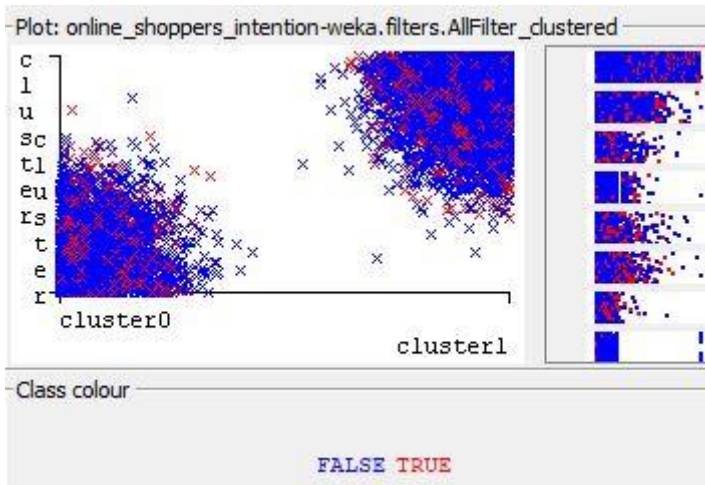 Plot: online_shoppers_intention-weka.filters.AllFilter_clustered
c
l
u
sc
tl
eu
rs
t
e
r
cluster0
cluster1
Class colour
FALSE TRUE